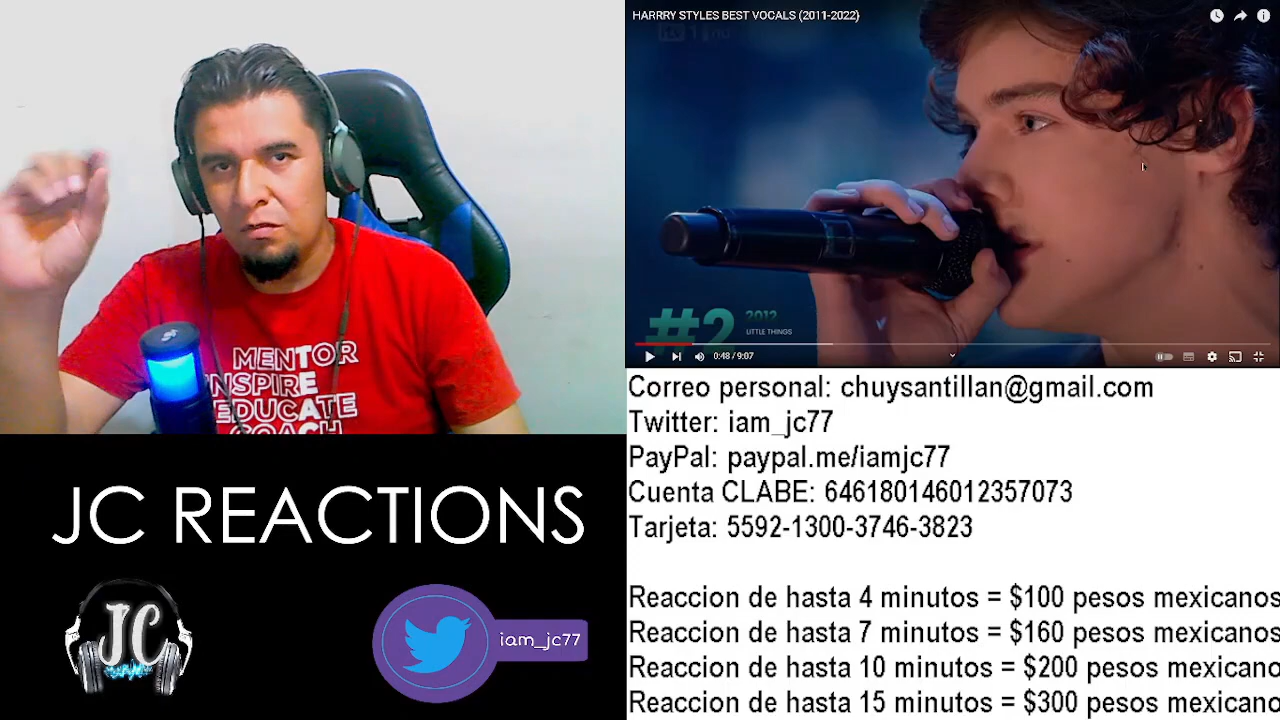 HARRRY STYLES BEST VOCALS (2011-2022)
#2 2012
LITTLE THINGS
0:48 / 9:07
MENTOR
INSPIRE
EDUCATE
COACH
JC REACTIONS
JC
iam_jc77
Correo personal: chuysantillan@gmail.com
Twitter: iam_jc77
PayPal: paypal.me/iamjc77
Cuenta CLABE: 646180146012357073
Tarjeta: 5592-1300-3746-3823
Reaccion de hasta 4 minutos = $100 pesos mexicanos
Reaccion de hasta 7 minutos = $160 pesos mexicanos
Reaccion de hasta 10 minutos = $200 pesos mexicano
Reaccion de hasta 15 minutos = $300 pesos mexicano